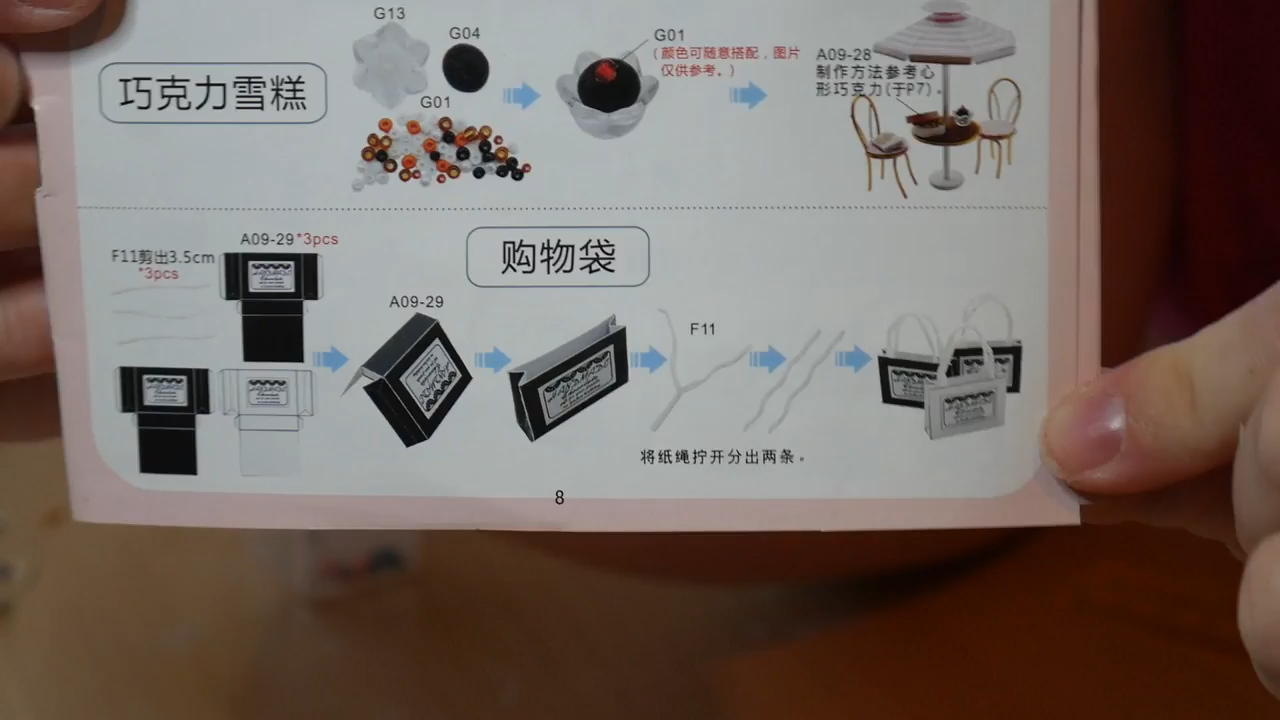 G13
G04
G01
G01
(颜色可随意搭配，图片
仅供参考。)
A09-28
制作方法参考心
形巧克力(于P7)。
巧克力雪糕
购物袋
F11剪出3.5cm
*3pcs
A09-29*3pcs
A09-29
F11
将纸绳拧开分出两条。
8